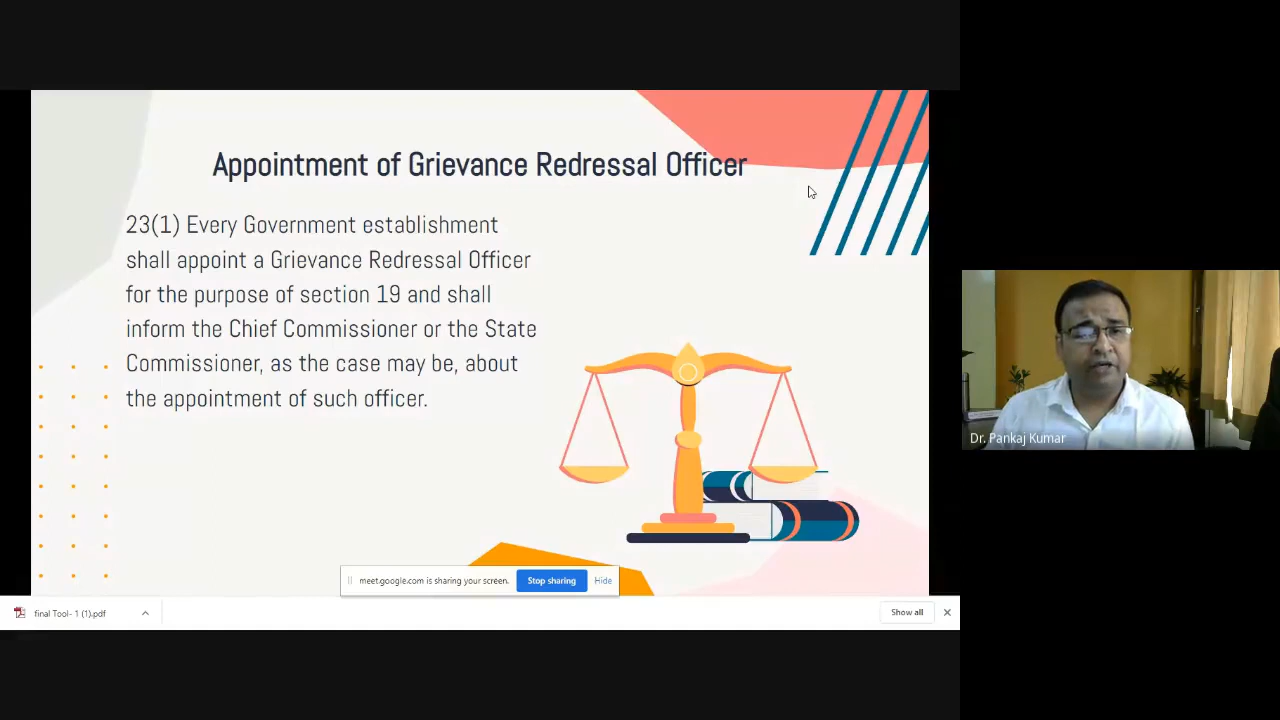 Appointment of Grievance Redressal Officer
23(1) Every Government establishment
shall appoint a Grievance Redressal Officer
for the purpose of section 19 and shall
inform the Chief Commissioner or the State
Commissioner, as the case may be, about
the appointment of such officer.
Dr. Pankaj Kumar
meet.google.com is sharing your screen.
Stop sharing
Hide
final Tool- 1 (1).pdf
Show all